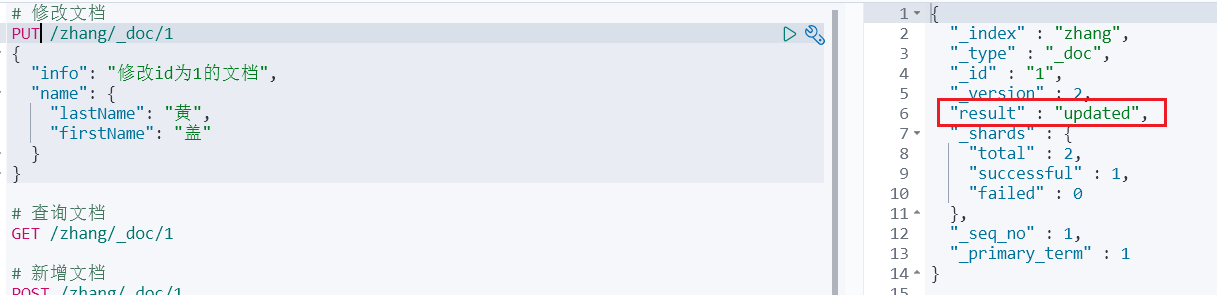 # 修改文档
PUT /zhang/_doc/1
{
  "info": "修改id为1的文档",
  "name": {
    "lastName": "黄",
    "firstName": "盖"
  }
}
# 查询文档
GET /zhang/_doc/1
# 新增文档
POST /zhang/_doc/1
1 {
2   "_index" : "zhang",
3   "_type" : "_doc",
4   "_id" : "1",
5   "_version" : 2,
6   "result" : "updated",
7   "_shards" : {
8     "total" : 2,
9     "successful" : 1,
10     "failed" : 0
11   },
12   "_seq_no" : 1,
13   "_primary_term" : 1
14 }
15